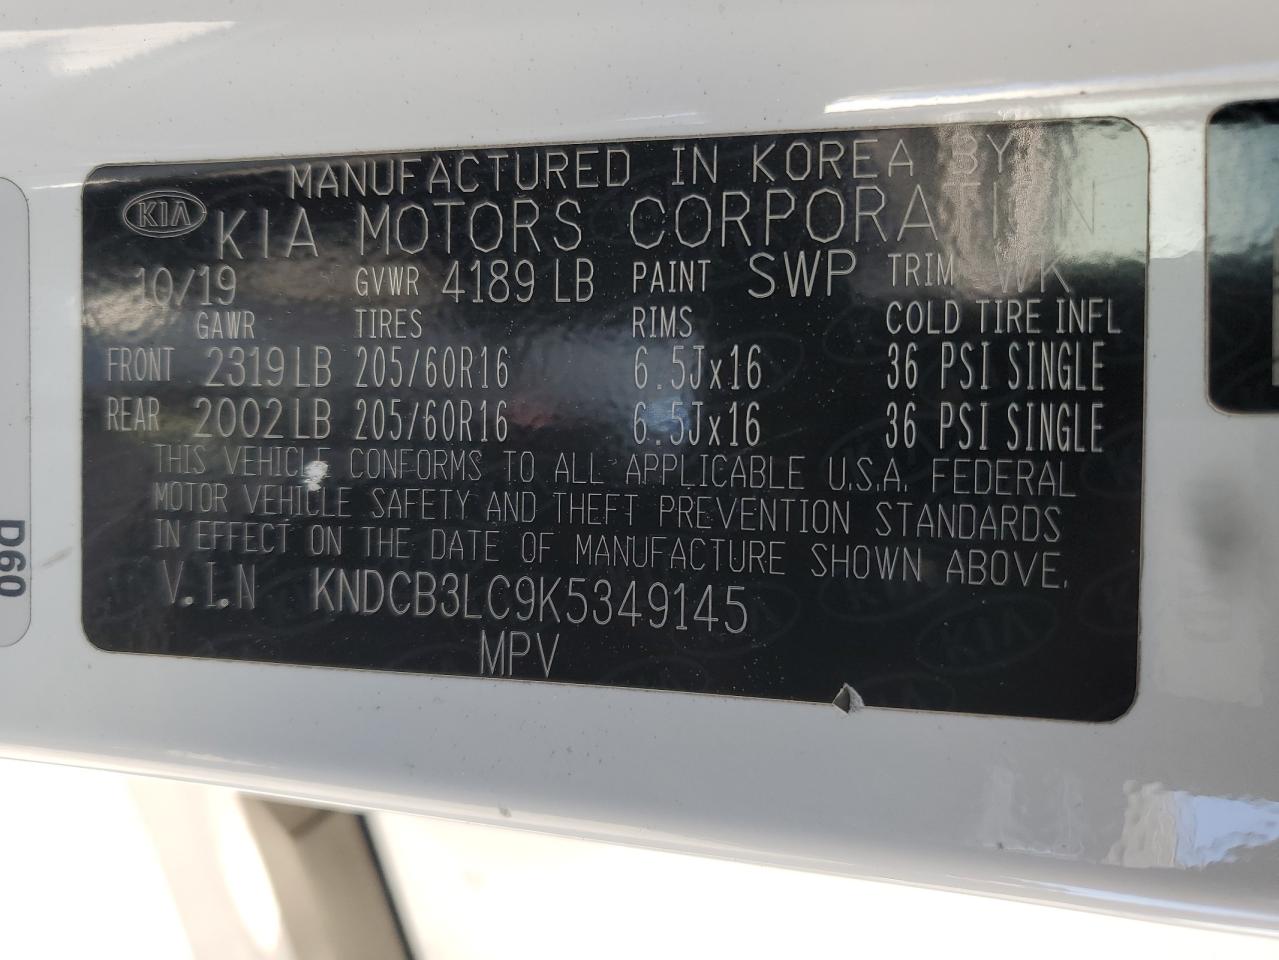 MANUFACTURED IN KOREA BY
KIA KIA MOTORS CORPORATION
10/19 GVWR 4189 LB PAINT SWP TRIM WK
GAWR TIRES RIMS COLD TIRE INFL
FRONT 2319 LB 205/60R16 6.5Jx16 36 PSI SINGLE
REAR 2002 LB 205/60R16 6.5Jx16 36 PSI SINGLE
THIS VEHICLE CONFORMS TO ALL APPLICABLE U.S.A. FEDERAL
MOTOR VEHICLE SAFETY AND THEFT PREVENTION STANDARDS
IN EFFECT ON THE DATE OF MANUFACTURE SHOWN ABOVE.
V.I.N KNDCB3LC9K5349145
MPV
D60